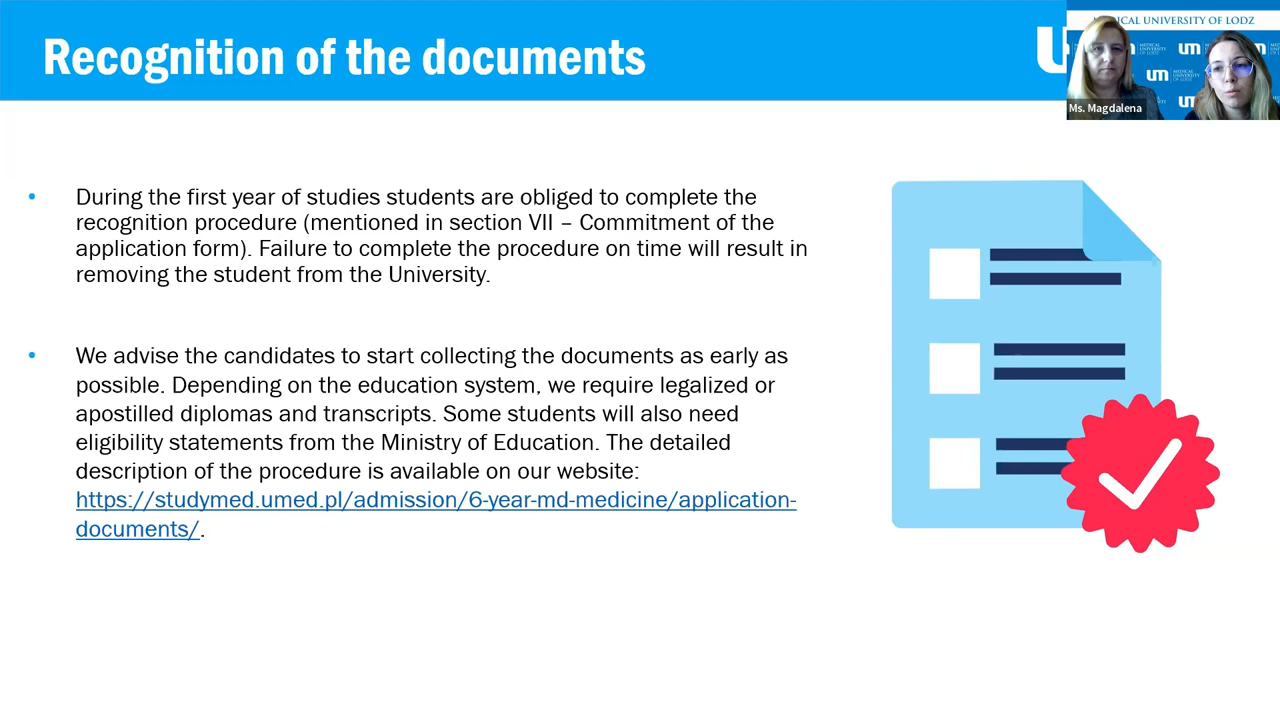 Recognition of the documents
MEDICAL UNIVERSITY OF LODZ
um
MEDICAL
UNIVERSITY
OF LODZ
Ms. Magdalena
During the first year of studies students are obliged to complete the
recognition procedure (mentioned in section VII – Commitment of the
application form). Failure to complete the procedure on time will result in
removing the student from the University.
We advise the candidates to start collecting the documents as early as
possible. Depending on the education system, we require legalized or
apostilled diplomas and transcripts. Some students will also need
eligibility statements from the Ministry of Education. The detailed
description of the procedure is available on our website:
https://studymed.umed.pl/admission/6-year-md-medicine/application-
documents/.